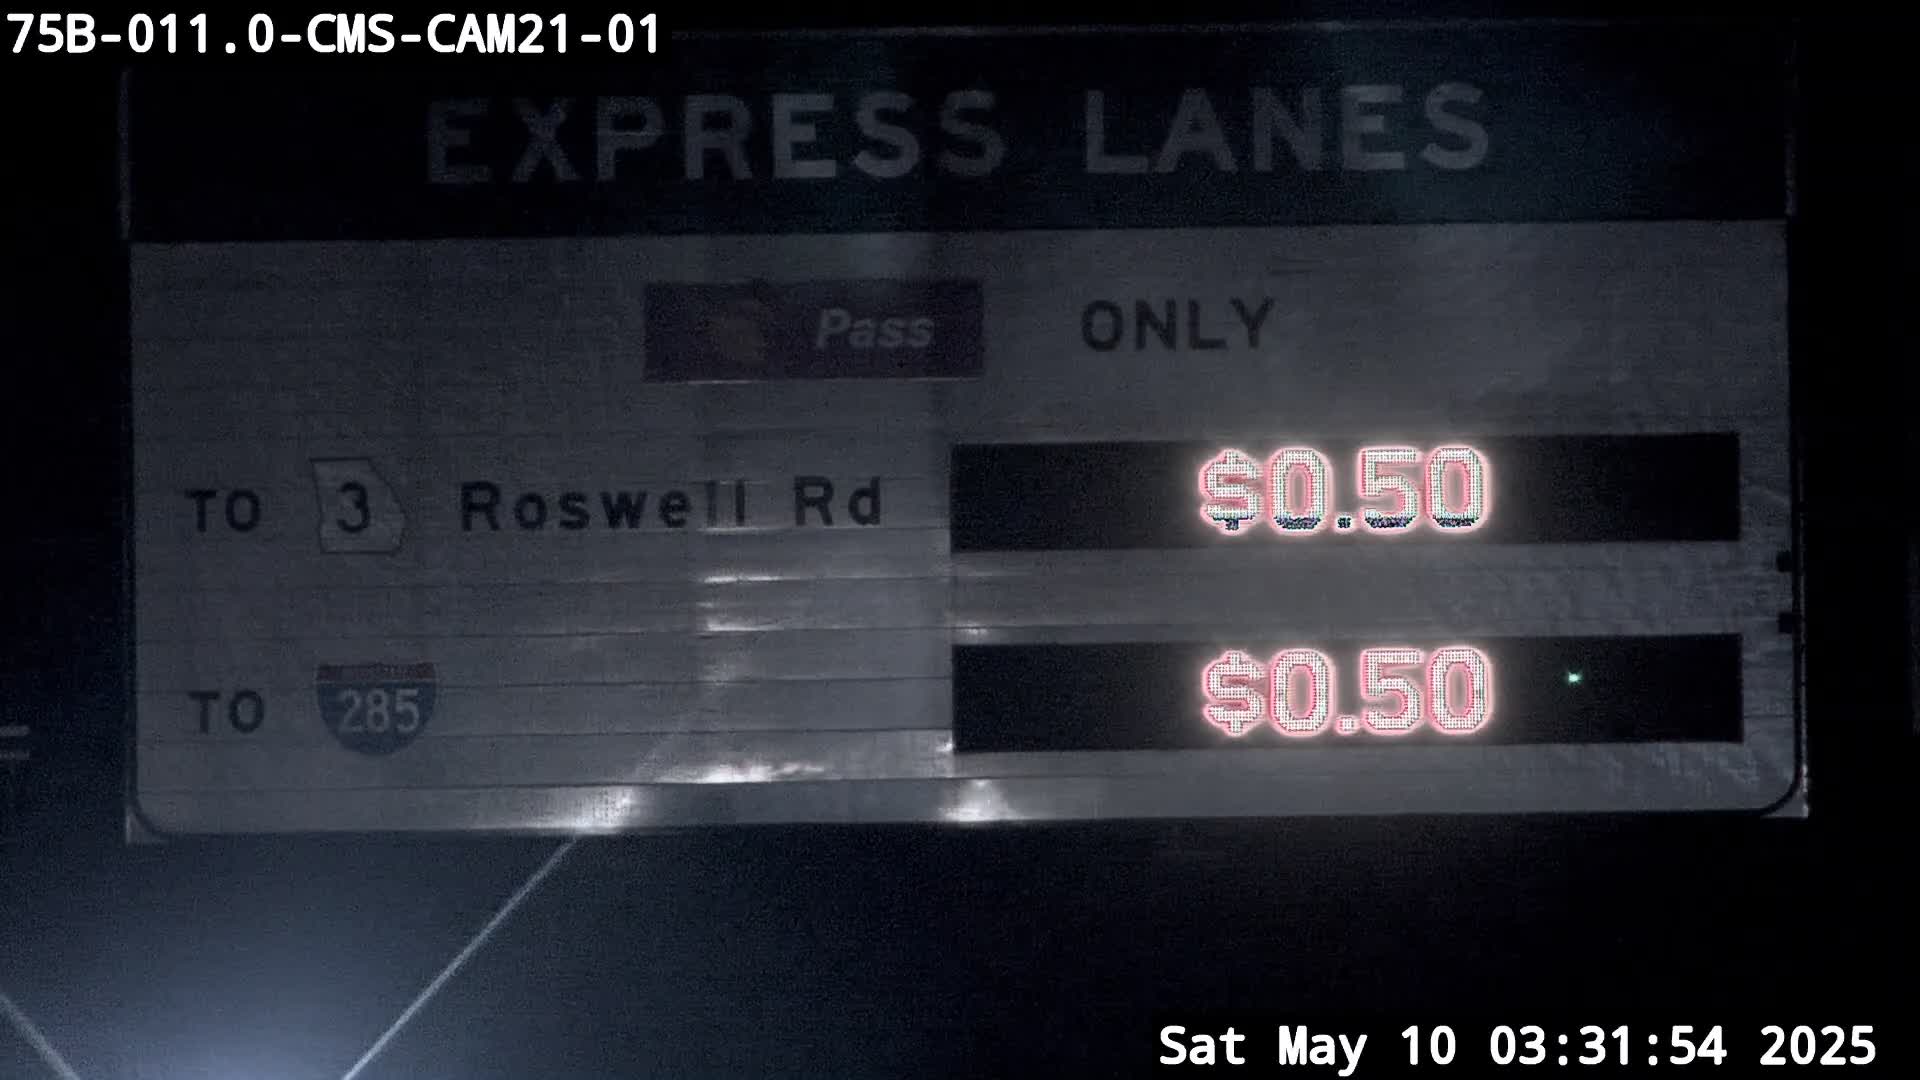 75B-011.0-CMS-CAM21-01
EXPRESS LANES
Pass ONLY
TO 3 Roswell Rd $0.50
TO 285 $0.50
Sat May 10 03:31:54 2025